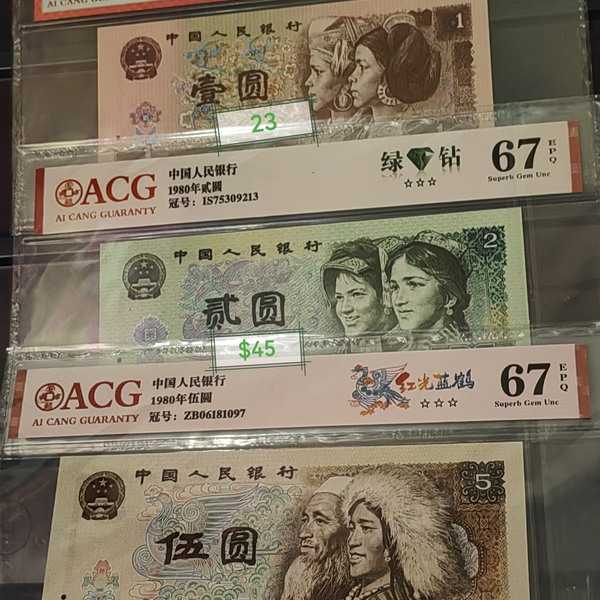 AI CANG GUARANTY
中国人民银行
1
壹圆
23
ACG
AI CANG GUARANTY
中国人民银行
1980年贰圆
冠号：IS75309213
绿钻
☆☆☆
67 EPQ
Superb Gem Unc
中国人民银行
2
贰圆
$45
ACG
AI CANG GUARANTY
中国人民银行
1980年伍圆
冠号：ZB06181097
红光蓝鹤
☆☆☆
67 EPQ
Superb Gem Unc
中国人民银行
5
伍圆